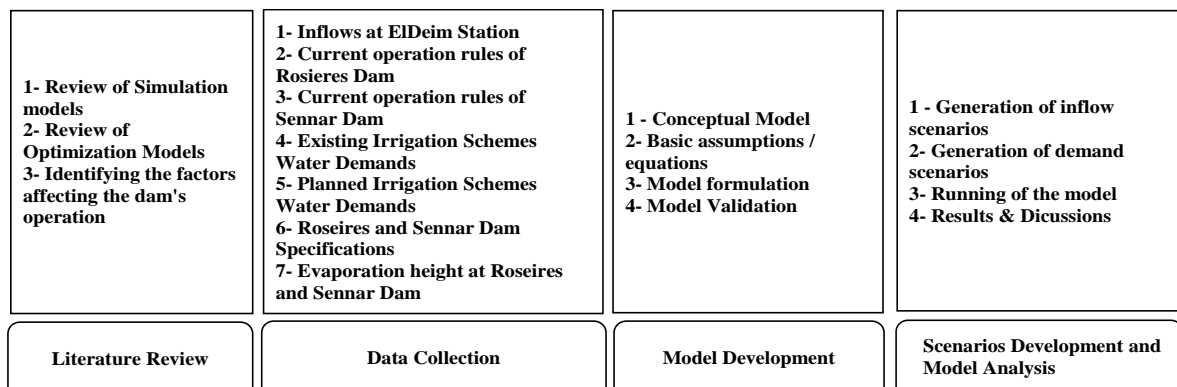 1- Review of Simulation
models
2- Review of
Optimization Models
3- Identifying the factors
affecting the dam's
operation
1- Inflows at ElDeim Station
2- Current operation rules of
Rosieres Dam
3- Current operation rules of
Sennar Dam
4- Existing Irrigation Schemes
Water Demands
5- Planned Irrigation Schemes
Water Demands
6- Roseires and Sennar Dam
Specifications
7- Evaporation height at Roseires
and Sennar Dam
1 - Conceptual Model
2- Basic assumptions /
equations
3- Model formulation
4- Model Validation
1 - Generation of inflow
scenarios
2- Generation of demand
scenarios
3- Running of the model
4- Results & Dicussions
Literature Review
Data Collection
Model Development
Scenarios Development and
Model Analysis